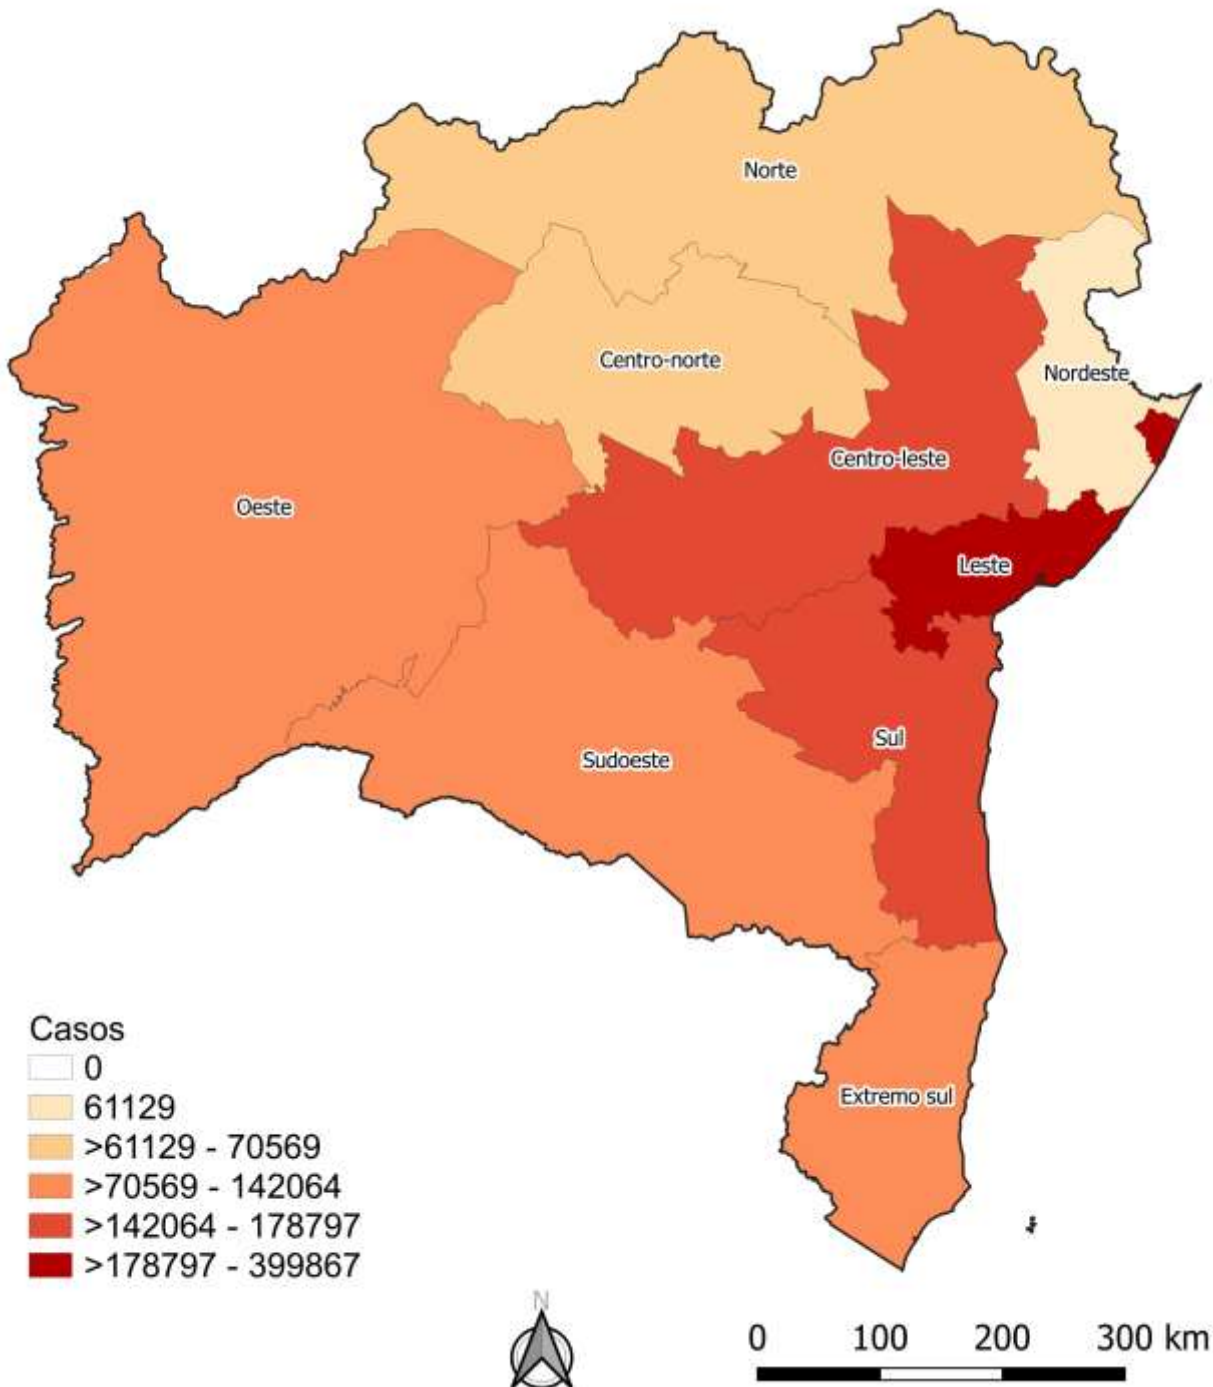 Norte
Centro-norte
Nordeste
Centro-leste
Oeste
Leste
Sul
Sudoeste
Extremo sul
Casos
0
61129
>61129 - 70569
>70569 - 142064
>142064 - 178797
>178797 - 399867
N
0 100 200 300 km